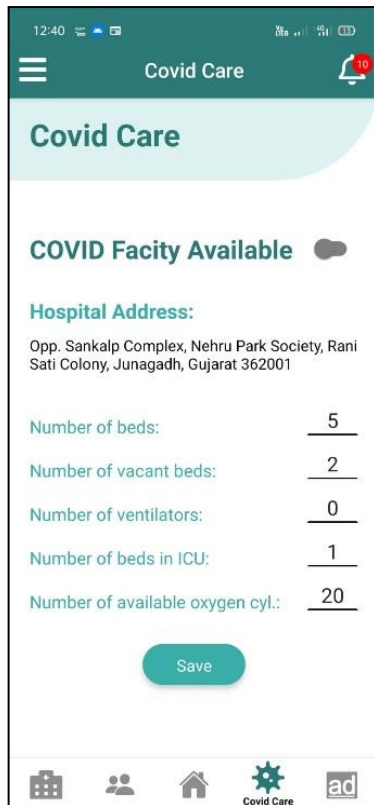 12:40
Covid Care
10
Covid Care
COVID Facity Available
Hospital Address:
Opp. Sankalp Complex, Nehru Park Society, Rani
Sati Colony, Junagadh, Gujarat 362001
Number of beds: 5
Number of vacant beds: 2
Number of ventilators: 0
Number of beds in ICU: 1
Number of available oxygen cyl.: 20
Save
Covid Care
ad